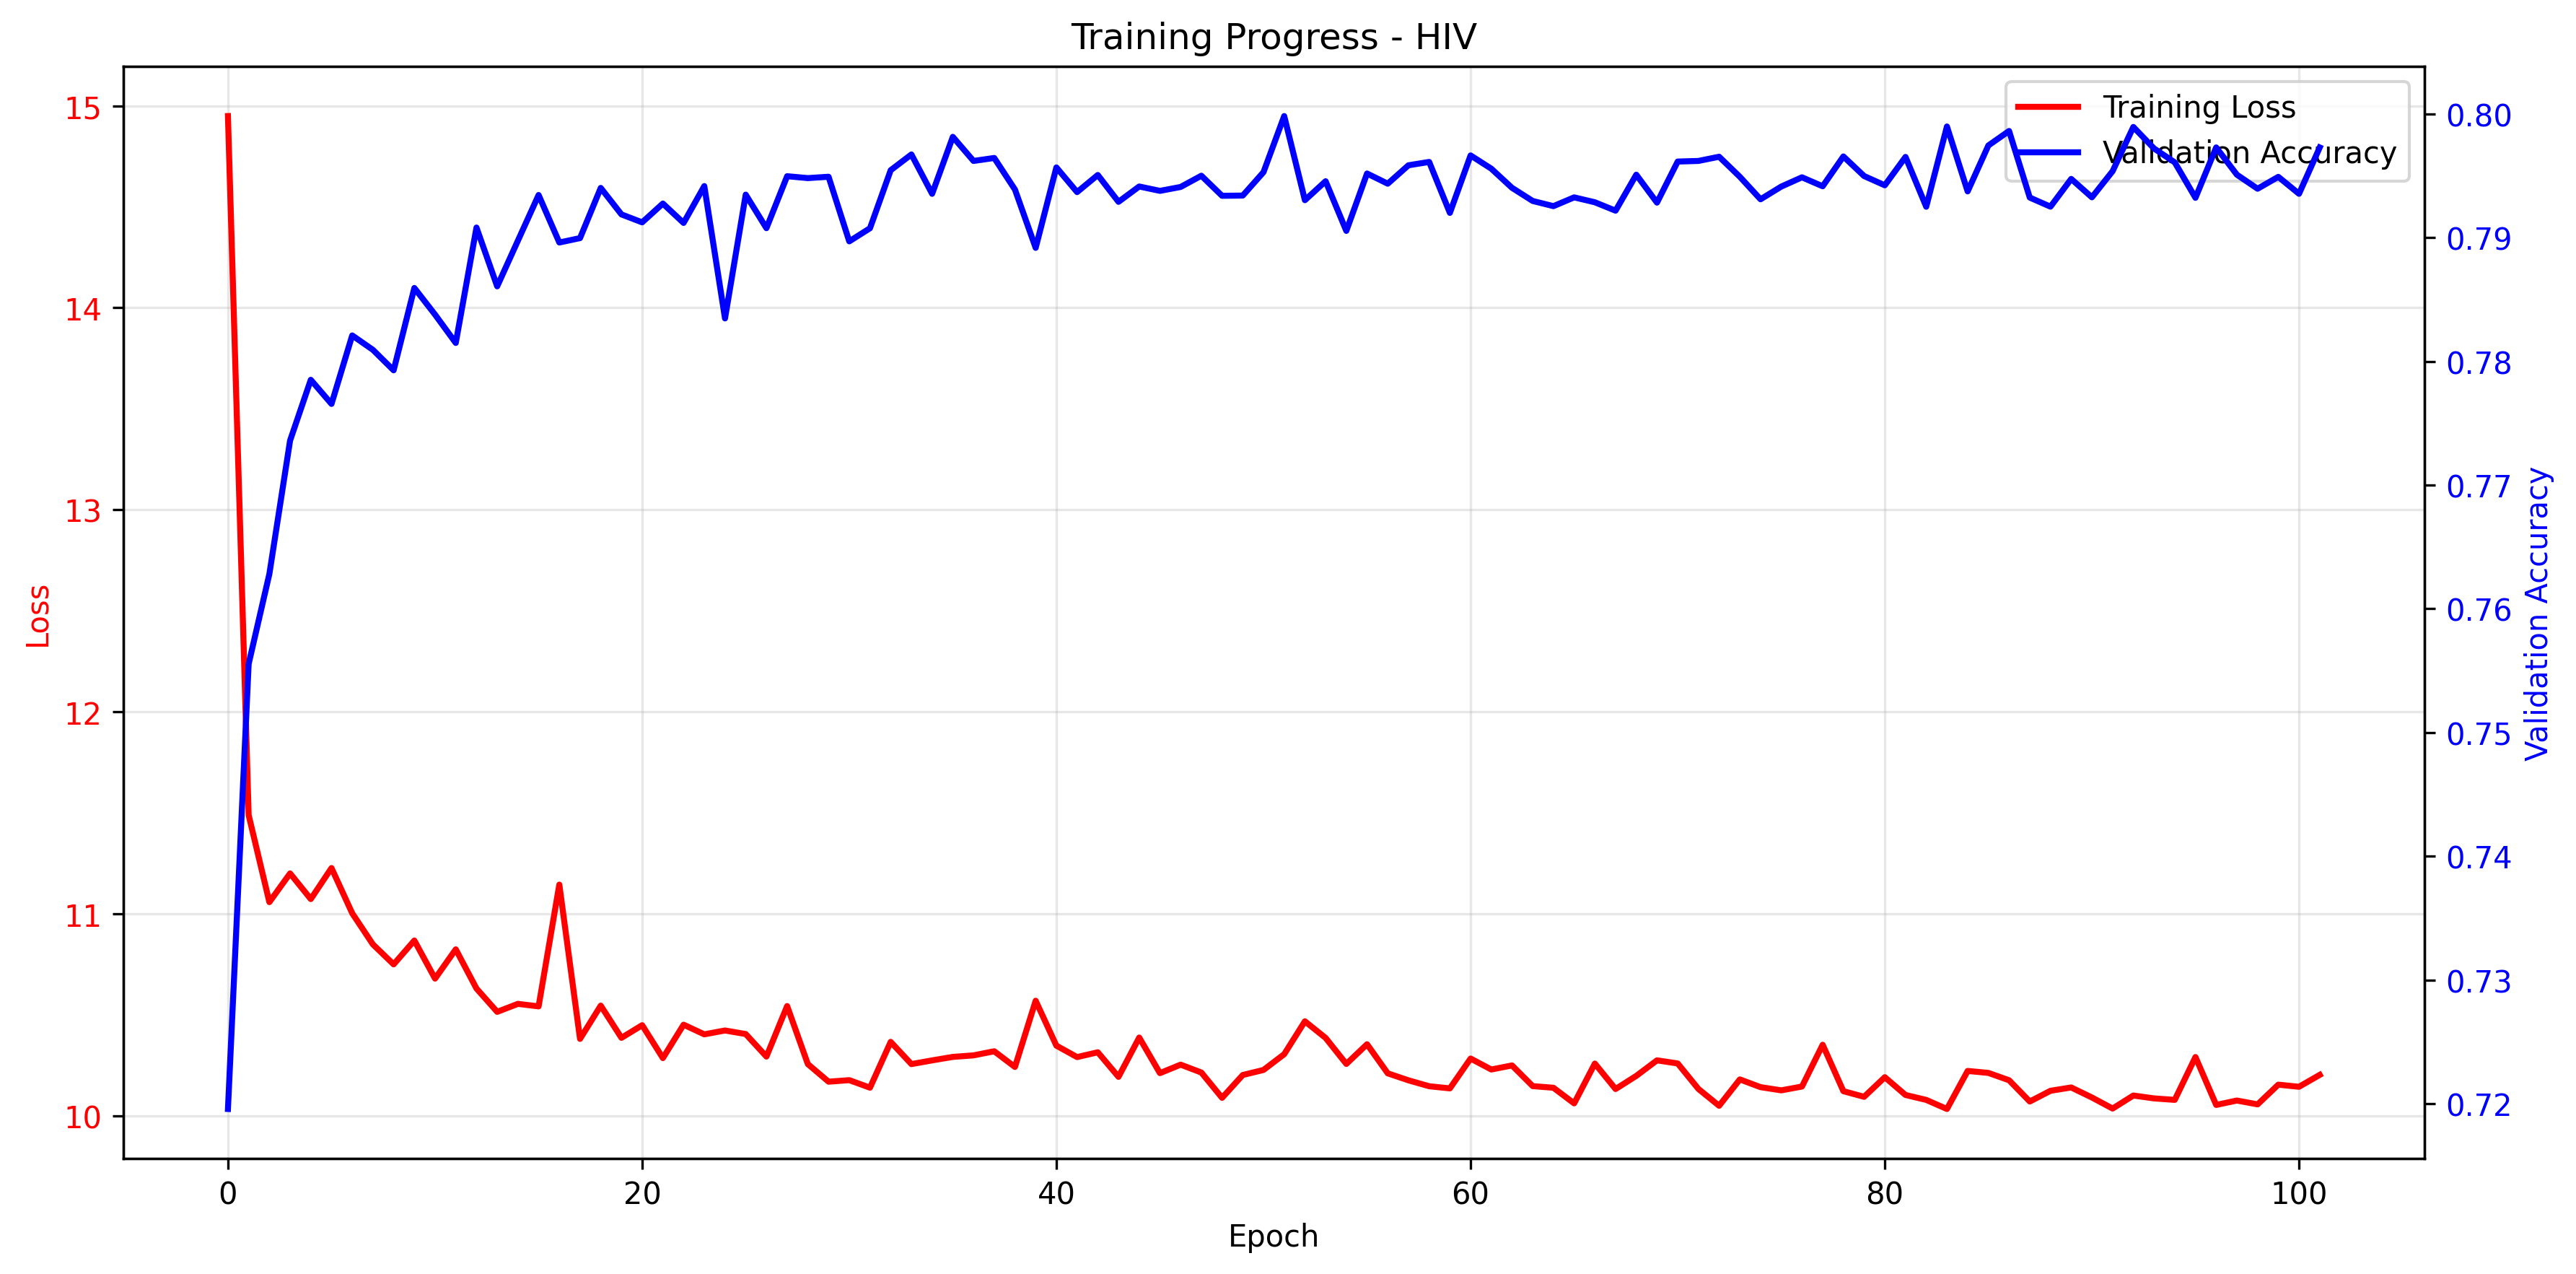 Training Progress - HIV
15
14
13
12
11
10
Loss
Training Loss
Validation Accuracy
0.80
0.79
0.78
0.77
0.76
0.75
0.74
0.73
0.72
Validation Accuracy
0 20 40 60 80 100
Epoch